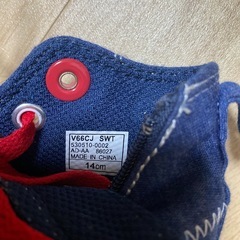 V66CJ SWT
530510-0002
AO-AA 86027
MADE IN CHINA
14cm